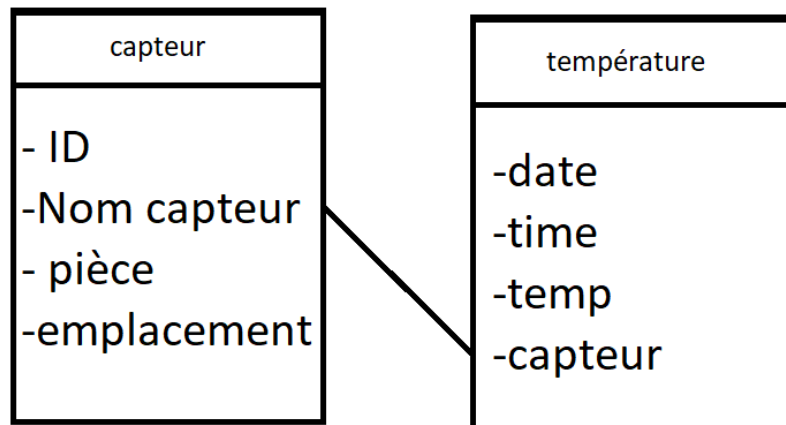 capteur
- ID
-Nom capteur
- pièce
-emplacement
température
-date
-time
-temp
-capteur